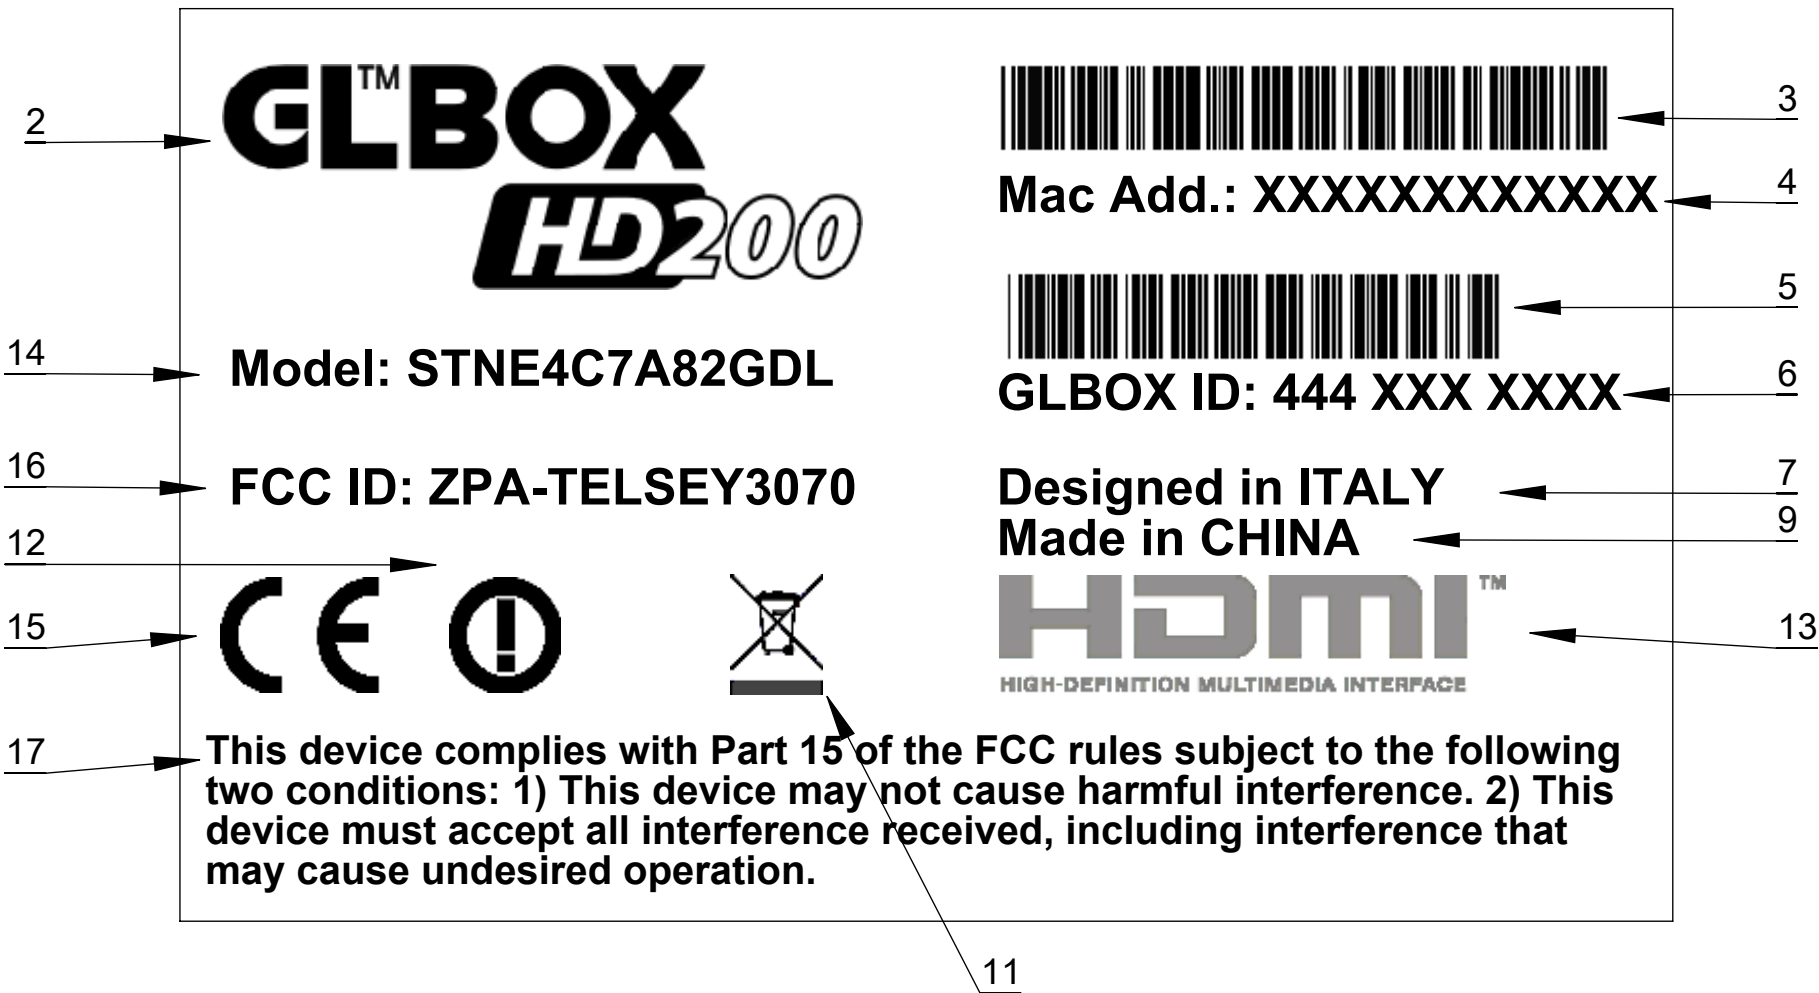 GLBOX™
HD200
Model: STNE4C7A82GDL
FCC ID: ZPA-TELSEY3070
CE
Mac Add.: XXXXXXXXXXXX
GLBOX ID: 444 XXX XXXX
Designed in ITALY
Made in CHINA
HDMI™
HIGH-DEFINITION MULTIMEDIA INTERFACE
This device complies with Part 15 of the FCC rules subject to the following
two conditions: 1) This device may not cause harmful interference. 2) This
device must accept all interference received, including interference that
may cause undesired operation.
2
14
16
12
15
17
3
4
5
6
7
9
13
11